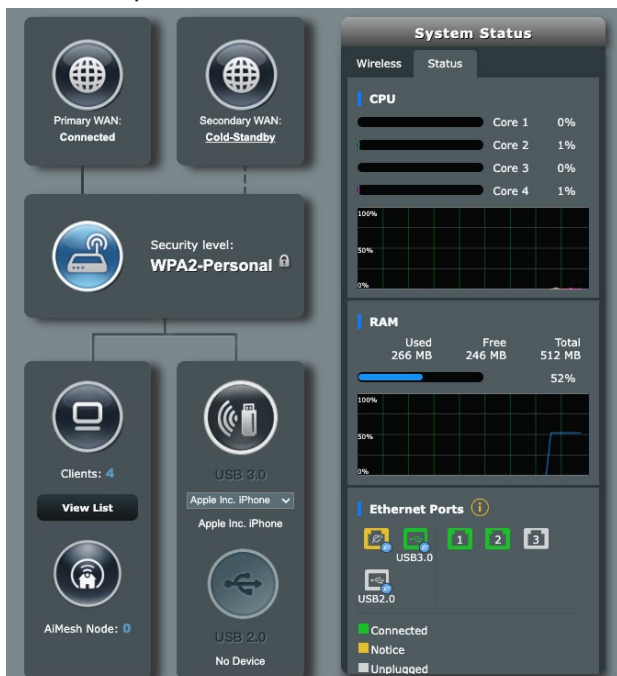 Primary WAN:
Connected
Secondary WAN:
Cold-Standby
Security level:
WPA2-Personal
Clients: 4
View List
AiMesh Node: 0
USB 3.0
Apple Inc. iPhone
Apple Inc. iPhone
USB 2.0
No Device
System Status
Wireless Status
CPU
Core 1 0%
Core 2 1%
Core 3 0%
Core 4 1%
100%
50%
0%
RAM
Used Free Total
266 MB 246 MB 512 MB
52%
100%
50%
0%
Ethernet Ports
1 2 3
USB3.0
USB2.0
Connected
Notice
Unplugged